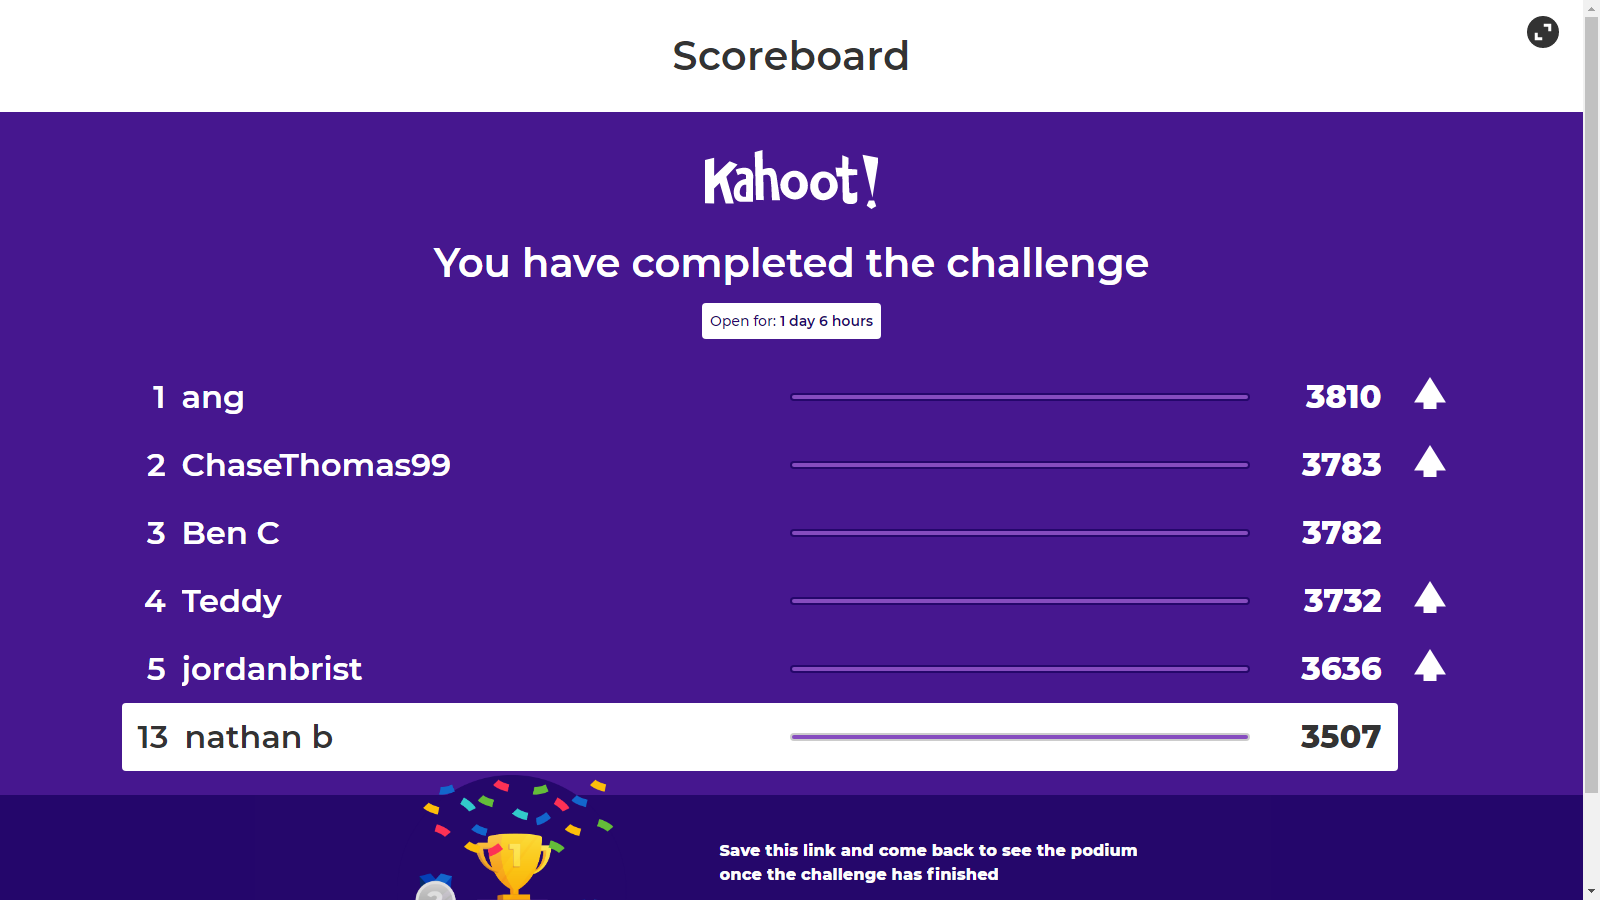 Scoreboard
Kahoot!
You have completed the challenge
Open for: 1 day 6 hours
1 ang 3810
2 ChaseThomas99 3783
3 Ben C 3782
4 Teddy 3732
5 jordanbrist 3636
13 nathan b 3507
1
Save this link and come back to see the podium
once the challenge has finished